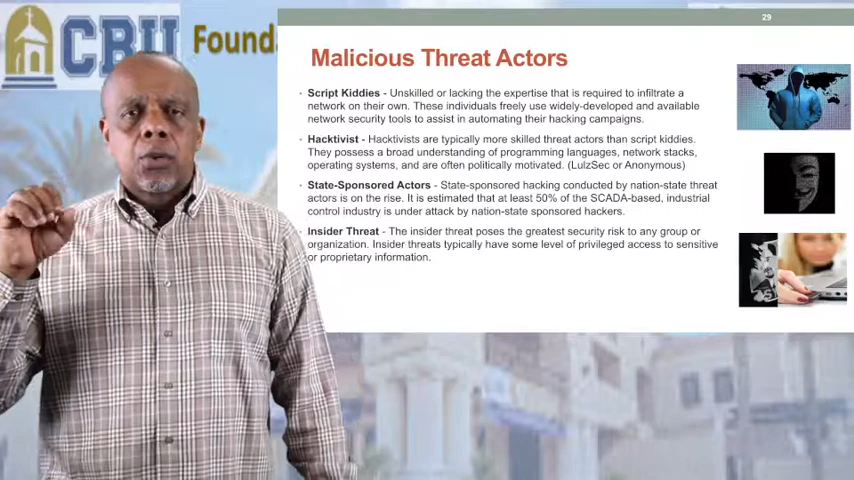 CBU
Founda
29
Malicious Threat Actors
Script Kiddies - Unskilled or lacking the expertise that is required to infiltrate a
network on their own. These individuals freely use widely-developed and available
network security tools to assist in automating their hacking campaigns.
Hacktivist - Hacktivists are typically more skilled threat actors than script kiddies.
They possess a broad understanding of programming languages, network stacks,
operating systems, and are often politically motivated. (LulzSec or Anonymous)
State-Sponsored Actors - State-sponsored hacking conducted by nation-state threat
actors is on the rise. It is estimated that at least 50% of the SCADA-based, industrial
control industry is under attack by nation-state sponsored hackers.
Insider Threat - The insider threat poses the greatest security risk to any group or
organization. Insider threats typically have some level of privileged access to sensitive
or proprietary information.